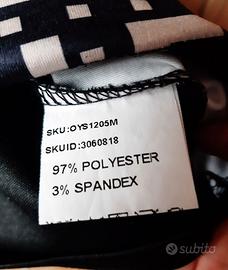 SKU:OYS1205M
SKUID:3060818
97% POLYESTER
3% SPANDEX
subito